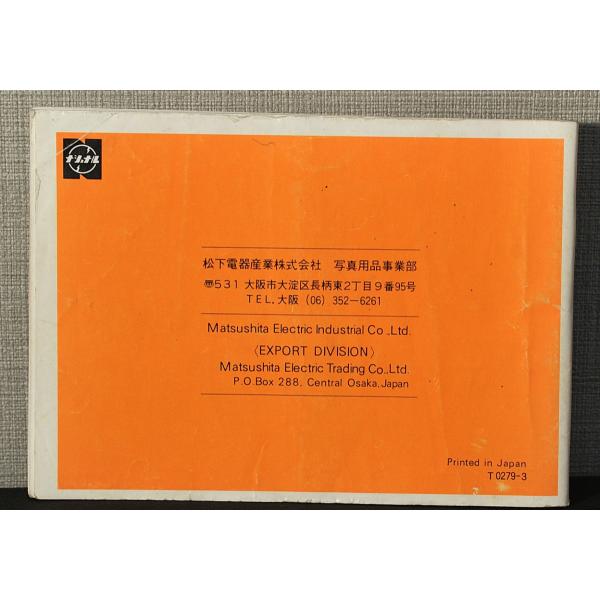 ナショナル
松下電器産業株式会社 写真用品事業部
〠531 大阪市大淀区長柄東2丁目9番95号
TEL.大阪 (06) 352-6261
Matsushita Electric Industrial Co.,Ltd.
〈EXPORT DIVISION〉
Matsushita Electric Trading Co.,Ltd.
P.O.Box 288, Central Osaka,Japan
Printed in Japan
T0279-3